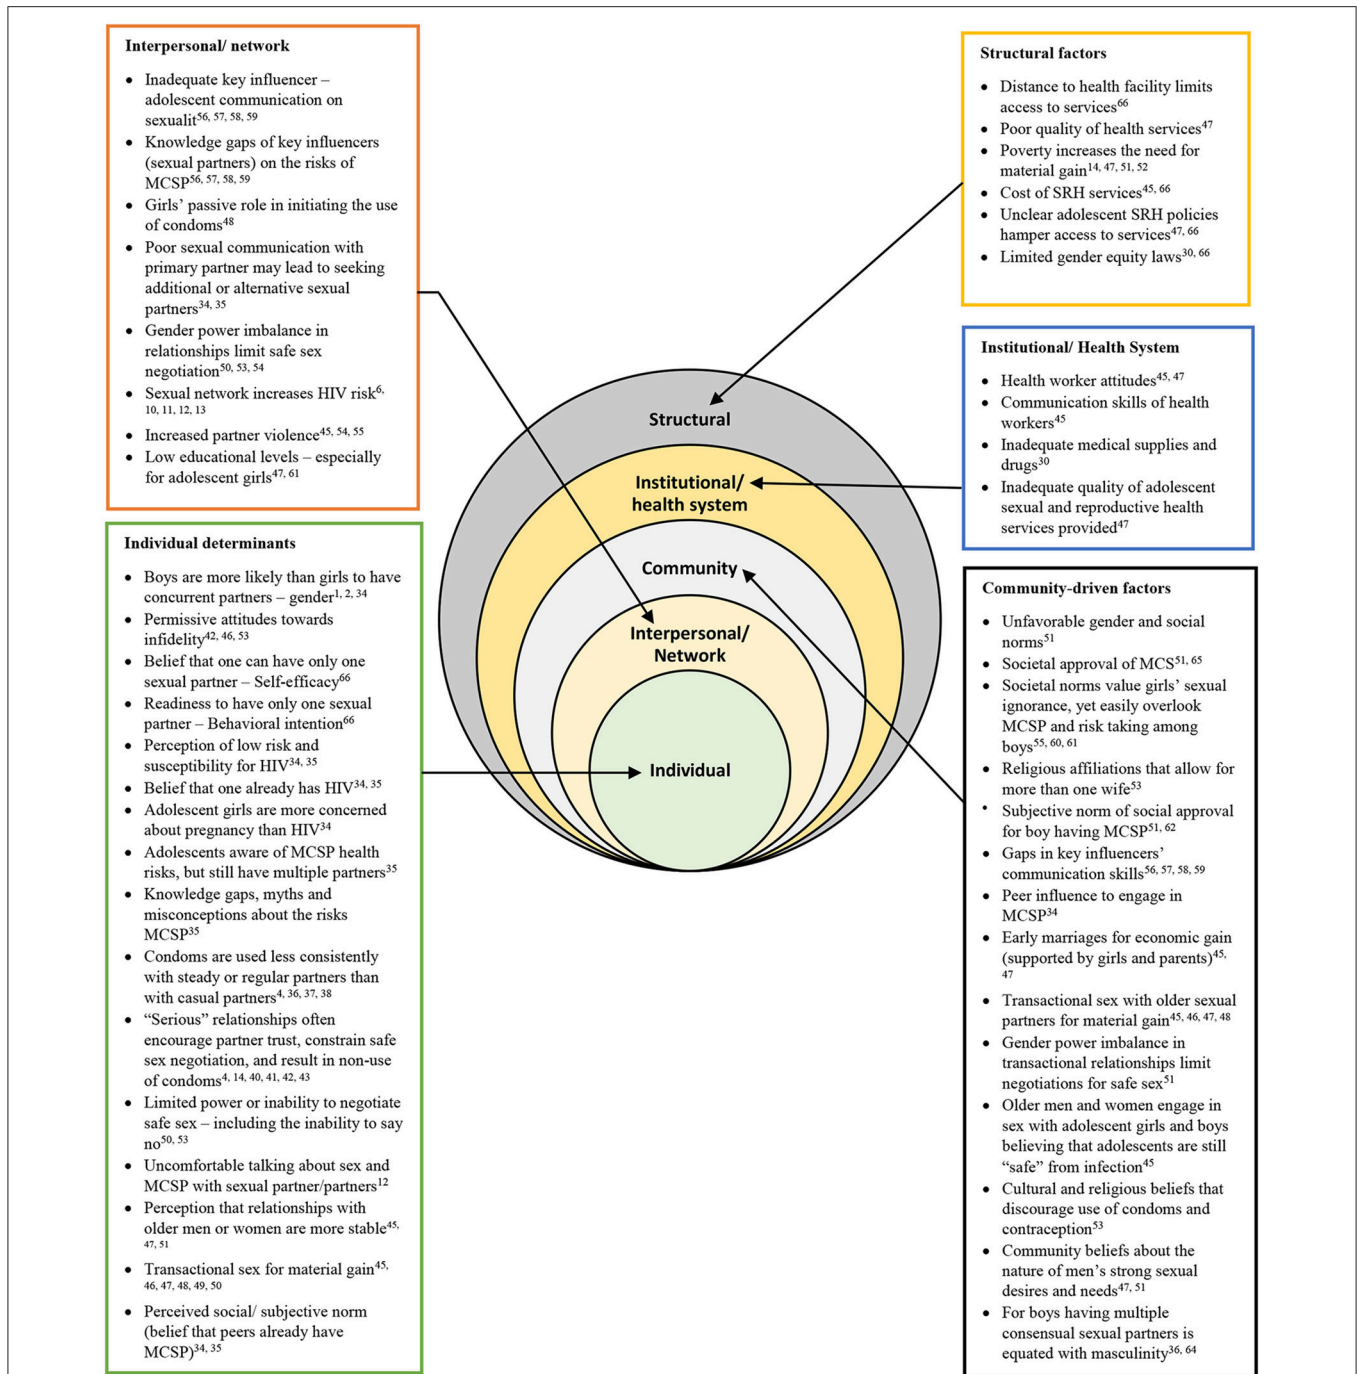 Interpersonal/ network
• Inadequate key influencer –
adolescent communication on
sexualit56, 57, 58, 59
• Knowledge gaps of key influencers
(sexual partners) on the risks of
MCSP56, 57, 58, 59
• Girls’ passive role in initiating the use
of condoms48
• Poor sexual communication with
primary partner may lead to seeking
additional or alternative sexual
partners34, 35
• Gender power imbalance in
relationships limit safe sex
negotiation50, 53, 54
• Sexual network increases HIV risk6,
10, 11, 12, 13
• Increased partner violence45, 54, 55
• Low educational levels – especially
for adolescent girls47, 61
Individual determinants
• Boys are more likely than girls to have
concurrent partners – gender1, 2, 34
• Permissive attitudes towards
infidelity42, 46, 53
• Belief that one can have only one
sexual partner – Self-efficacy66
• Readiness to have only one sexual
partner – Behavioral intention66
• Perception of low risk and
susceptibility for HIV34, 35
• Belief that one already has HIV34, 35
• Adolescent girls are more concerned
about pregnancy than HIV34
• Adolescents aware of MCSP health
risks, but still have multiple partners35
• Knowledge gaps, myths and
misconceptions about the risks
MCSP35
• Condoms are used less consistently
with steady or regular partners than
with casual partners4, 36, 37, 38
• “Serious” relationships often
encourage partner trust, constrain safe
sex negotiation, and result in non-use
of condoms4, 14, 40, 41, 42, 43
• Limited power or inability to negotiate
safe sex – including the inability to say
no50, 53
• Uncomfortable talking about sex and
MCSP with sexual partner/partners12
• Perception that relationships with
older men or women are more stable45,
47, 51
• Transactional sex for material gain45,
46, 47, 48, 49, 50
• Perceived social/ subjective norm
(belief that peers already have
MCSP)34, 35
Structural
Institutional/
health system
Community
Interpersonal/
Network
Individual
Structural factors
• Distance to health facility limits
access to services66
• Poor quality of health services47
• Poverty increases the need for
material gain14, 47, 51, 52
• Cost of SRH services45, 66
• Unclear adolescent SRH policies
hamper access to services47, 66
• Limited gender equity laws30, 66
Institutional/ Health System
• Health worker attitudes45, 47
• Communication skills of health
workers45
• Inadequate medical supplies and
drugs30
• Inadequate quality of adolescent
sexual and reproductive health
services provided47
Community-driven factors
• Unfavorable gender and social
norms51
• Societal approval of MCS51, 65
• Societal norms value girls’ sexual
ignorance, yet easily overlook
MCSP and risk taking among
boys55, 60, 61
• Religious affiliations that allow for
more than one wife53
• Subjective norm of social approval
for boy having MCSP51, 62
• Gaps in key influencers’
communication skills56, 57, 58, 59
• Peer influence to engage in
MCSP34
• Early marriages for economic gain
(supported by girls and parents)45,
47
• Transactional sex with older sexual
partners for material gain45, 46, 47, 48
• Gender power imbalance in
transactional relationships limit
negotiations for safe sex51
• Older men and women engage in
sex with adolescent girls and boys
believing that adolescents are still
“safe” from infection45
• Cultural and religious beliefs that
discourage use of condoms and
contraception53
• Community beliefs about the
nature of men’s strong sexual
desires and needs47, 51
• For boys having multiple
consensual sexual partners is
equated with masculinity36, 64